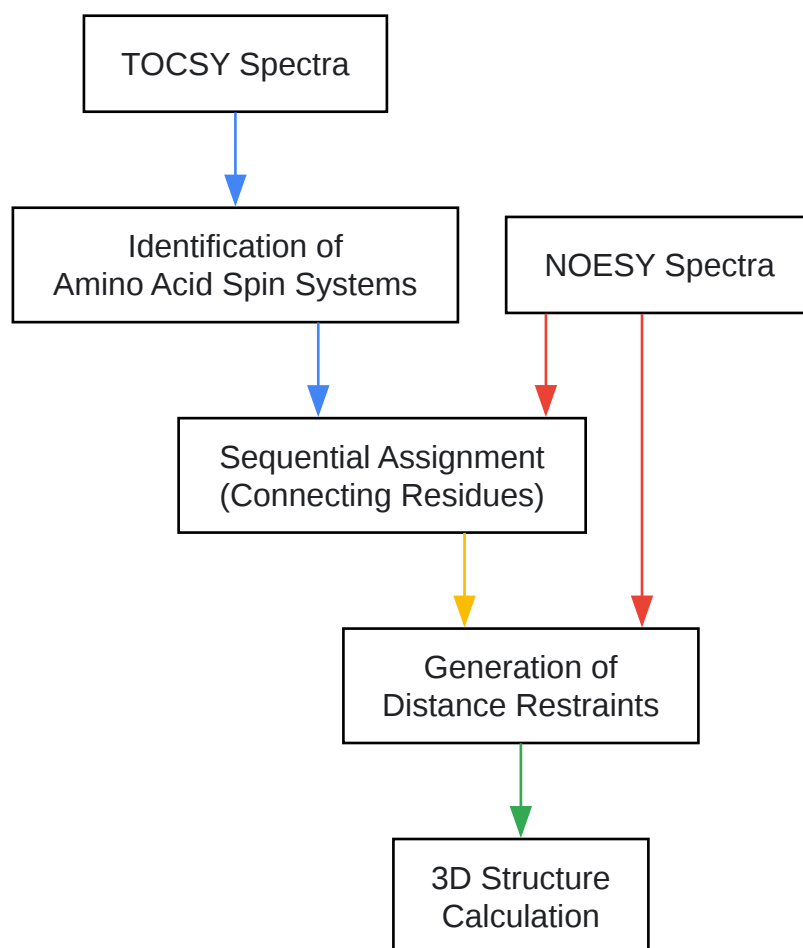 TOCSY Spectra
Identification of
Amino Acid Spin Systems
NOESY Spectra
Sequential Assignment
(Connecting Residues)
Generation of
Distance Restraints
3D Structure
Calculation